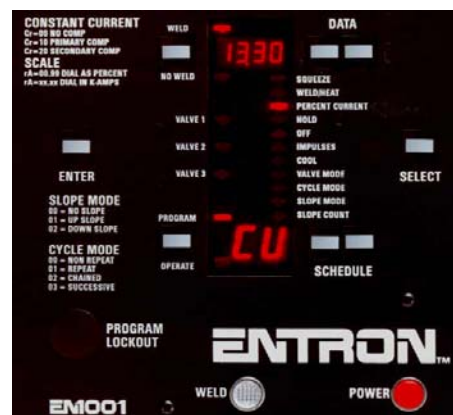 CONSTANT CURRENT
Cr=00 NO COMP
Cr=10 PRIMARY COMP
Cr=20 SECONDARY COMP
SCALE
rA=00.99 DIAL AS PERCENT
rA=xx.xx DIAL IN K-AMPS
WELD
NO WELD
13.30
DATA
SQUEEZE
WELD/HEAT
PERCENT CURRENT
HOLD
OFF
IMPULSES
COOL
VALVE MODE
CYCLE MODE
SLOPE MODE
SLOPE COUNT
VALVE 1
VALVE 2
VALVE 3
ENTER
SELECT
SLOPE MODE
00 = NO SLOPE
01 = UP SLOPE
02 = DOWN SLOPE
CYCLE MODE
00 = NON REPEAT
01 = REPEAT
02 = CHAINED
03 = SUCCESSIVE
PROGRAM
OPERATE
CU
SCHEDULE
PROGRAM
LOCKOUT
ENTRON™
WELD
POWER
EM001